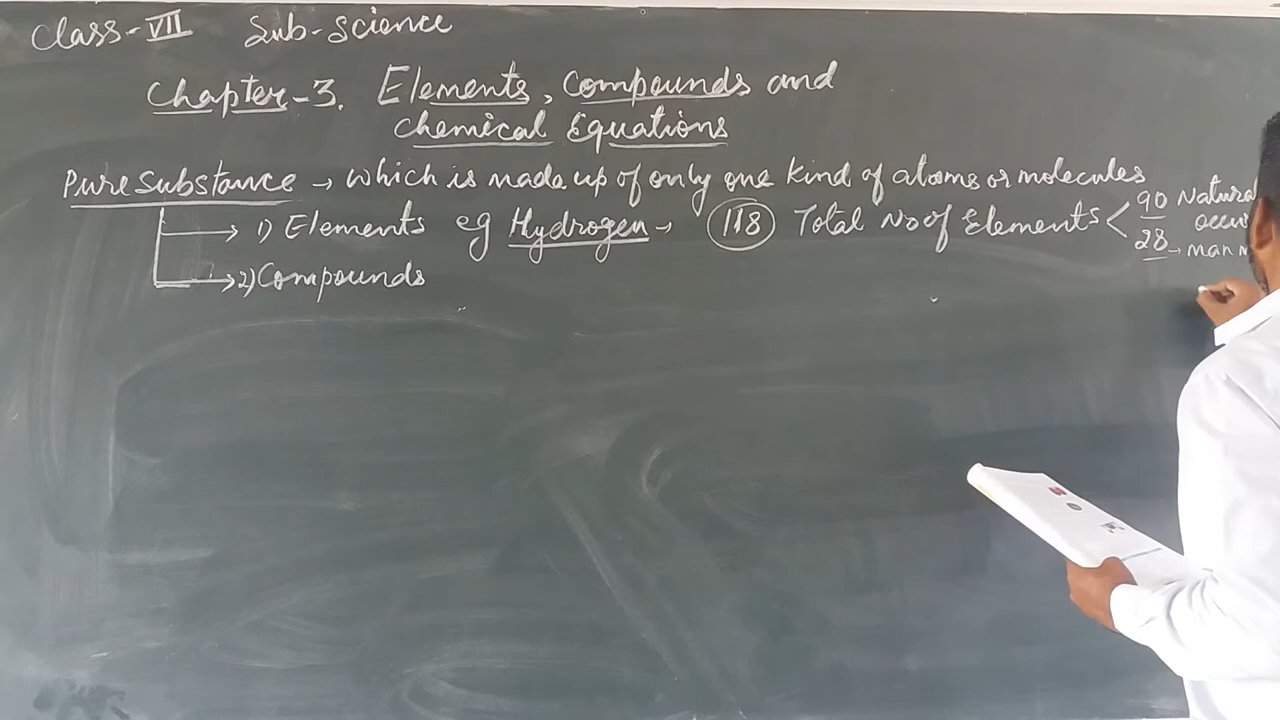 Class-VII Sub-Science
Chapter-3. Elements, Compounds and
Chemical Equations
Pure Substance → which is made up of only one kind of atoms or molecules
1) Elements eg Hydrogen → 118 Total No of Elements < 90 Natural
28 → man
2) Compounds